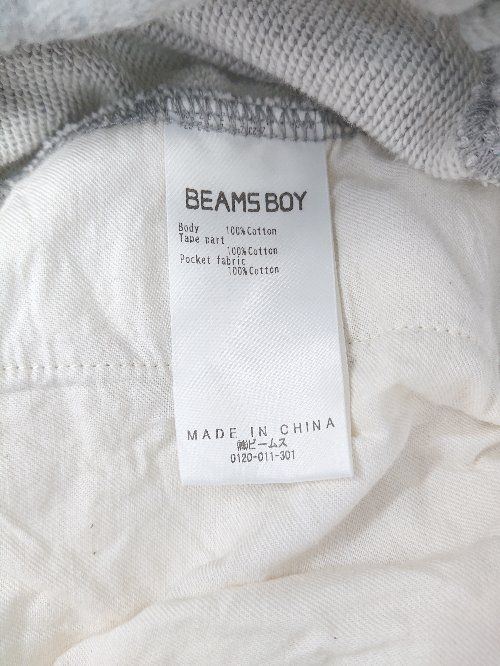 BEAMS BOY
Body 100%Cotton
Tape part
100%Cotton
Pocket fabric
100%Cotton
MADE IN CHINA
㈱ビームス
0120-011-301